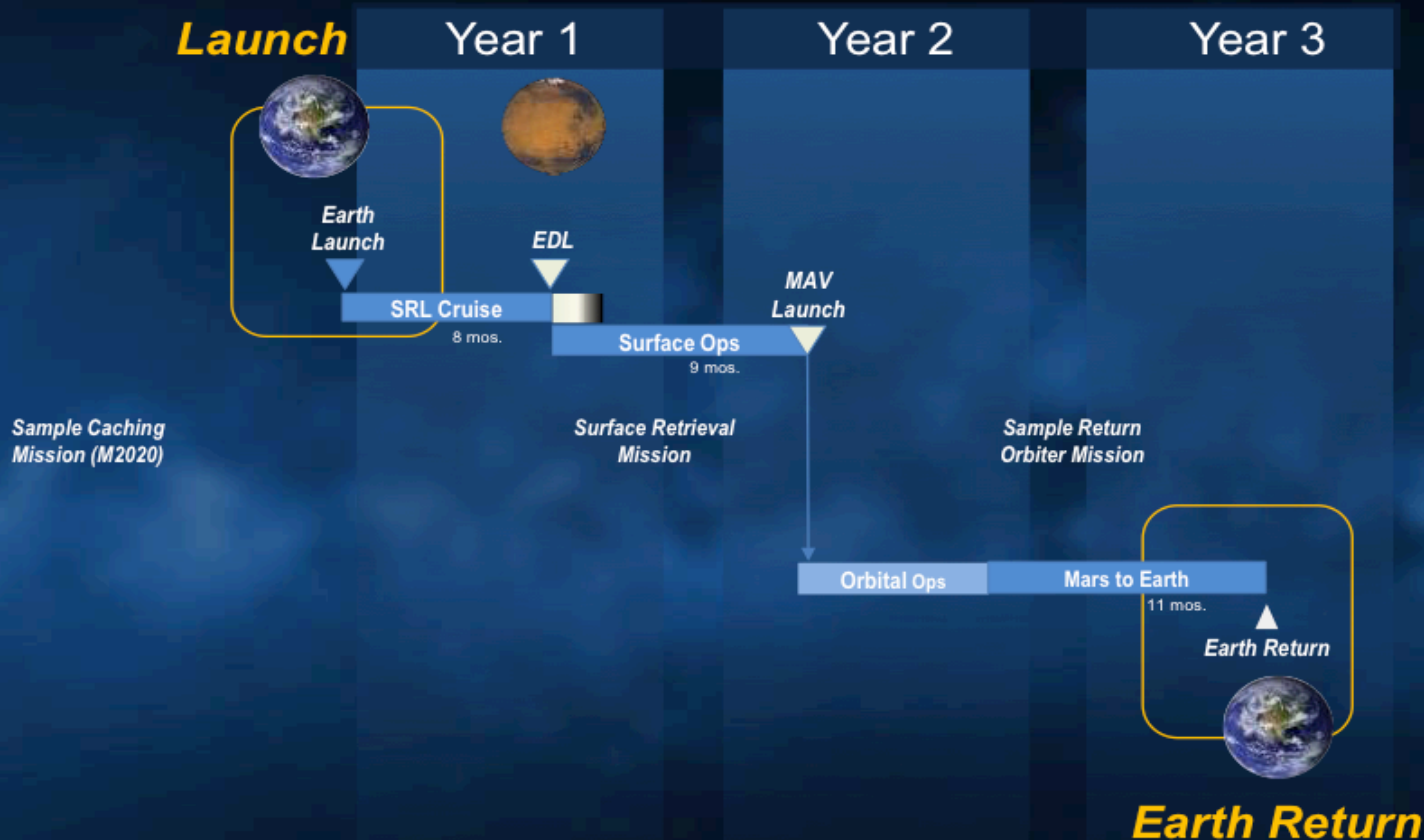 Launch
Year 1
Year 2
Year 3
Earth
Launch
EDL
MAV
Launch
SRL Cruise
8 mos.
Surface Ops
9 mos.
Sample Caching
Mission (M2020)
Surface Retrieval
Mission
Sample Return
Orbiter Mission
Orbital Ops
Mars to Earth
11 mos.
Earth Return
Earth Return